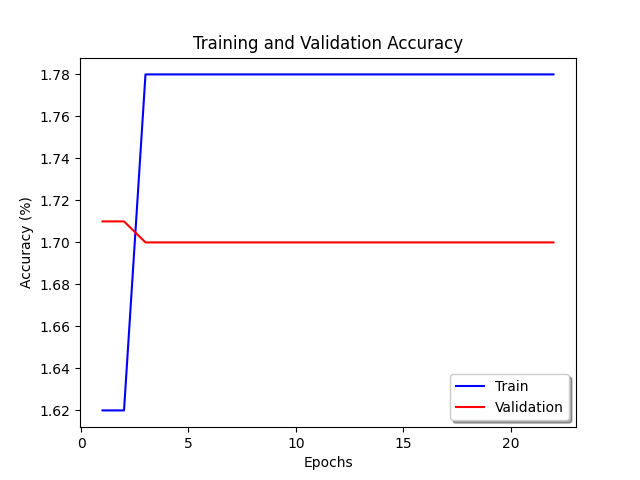 Training and Validation Accuracy
Accuracy (%)
1.78
1.76
1.74
1.72
1.70
1.68
1.66
1.64
1.62
0 5 10 15 20
Epochs
Train
Validation